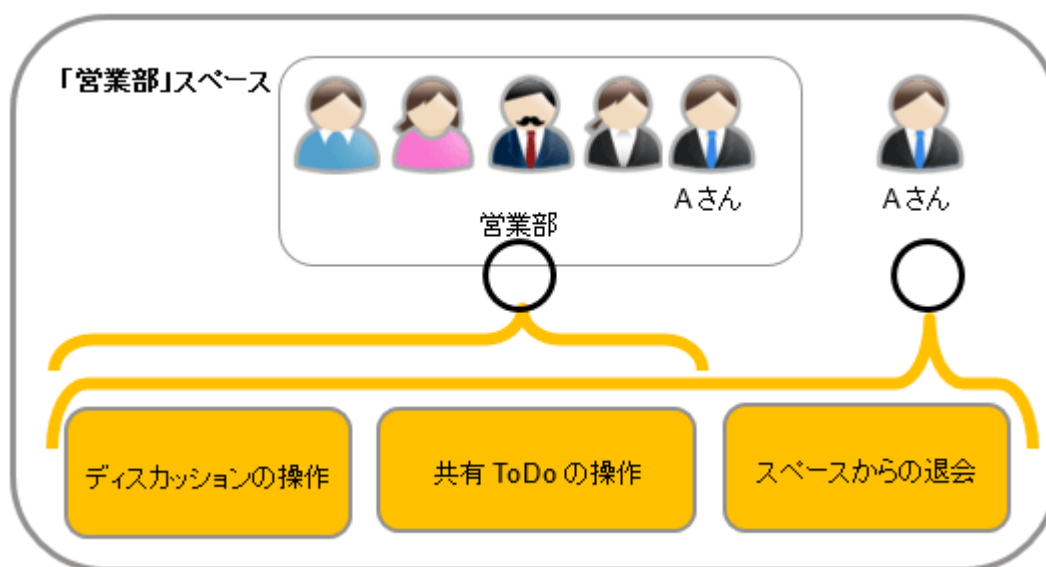 「営業部」スペース
Aさん
Aさん
営業部
ディスカッションの操作
共有 ToDo の操作
スペースからの退会